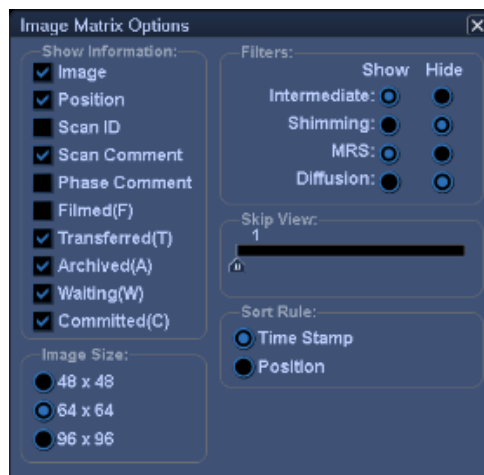 Image Matrix Options
Show Information:
Image
Position
Scan ID
Scan Comment
Phase Comment
Filmed(F)
Transferred(T)
Archived(A)
Waiting(W)
Committed(C)
Image Size:
48 x 48
64 x 64
96 x 96
Filters:
Show Hide
Intermediate:
Shimming:
MRS:
Diffusion:
Skip View:
1
Sort Rule:
Time Stamp
Position